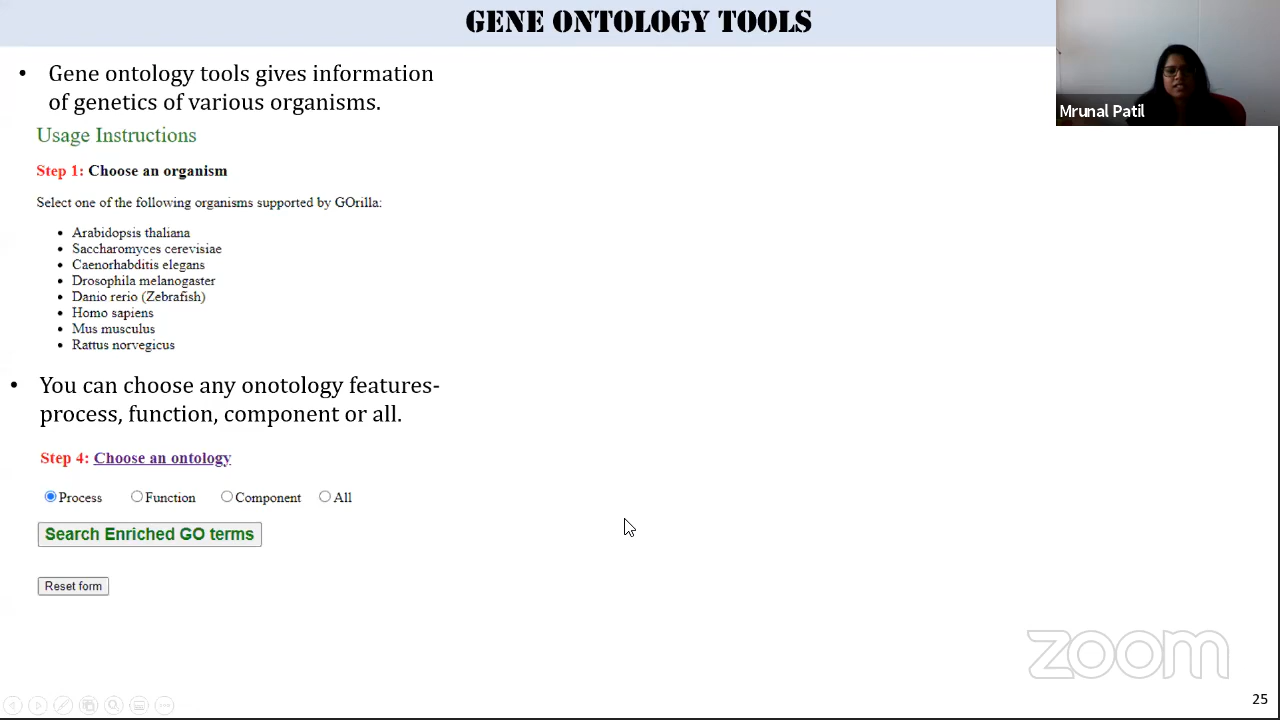 GENE ONTOLOGY TOOLS
Mrunal Patil
• Gene ontology tools gives information
of genetics of various organisms.
Usage Instructions
Step 1: Choose an organism
Select one of the following organisms supported by GOrilla:
• Arabidopsis thaliana
• Saccharomyces cerevisiae
• Caenorhabditis elegans
• Drosophila melanogaster
• Danio rerio (Zebrafish)
• Homo sapiens
• Mus musculus
• Rattus norvegicus
• You can choose any onotology features-
process, function, component or all.
Step 4: Choose an ontology
Process Function Component All
Search Enriched GO terms
Reset form
zoom
25